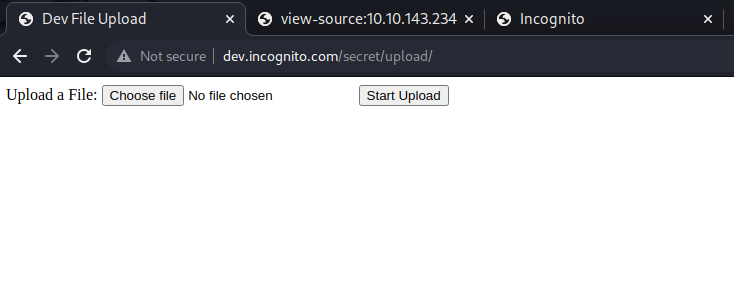 Dev File Upload view-source:10.10.143.234 Incognito
Not secure dev.incognito.com/secret/upload/
Upload a File: Choose file No file chosen Start Upload